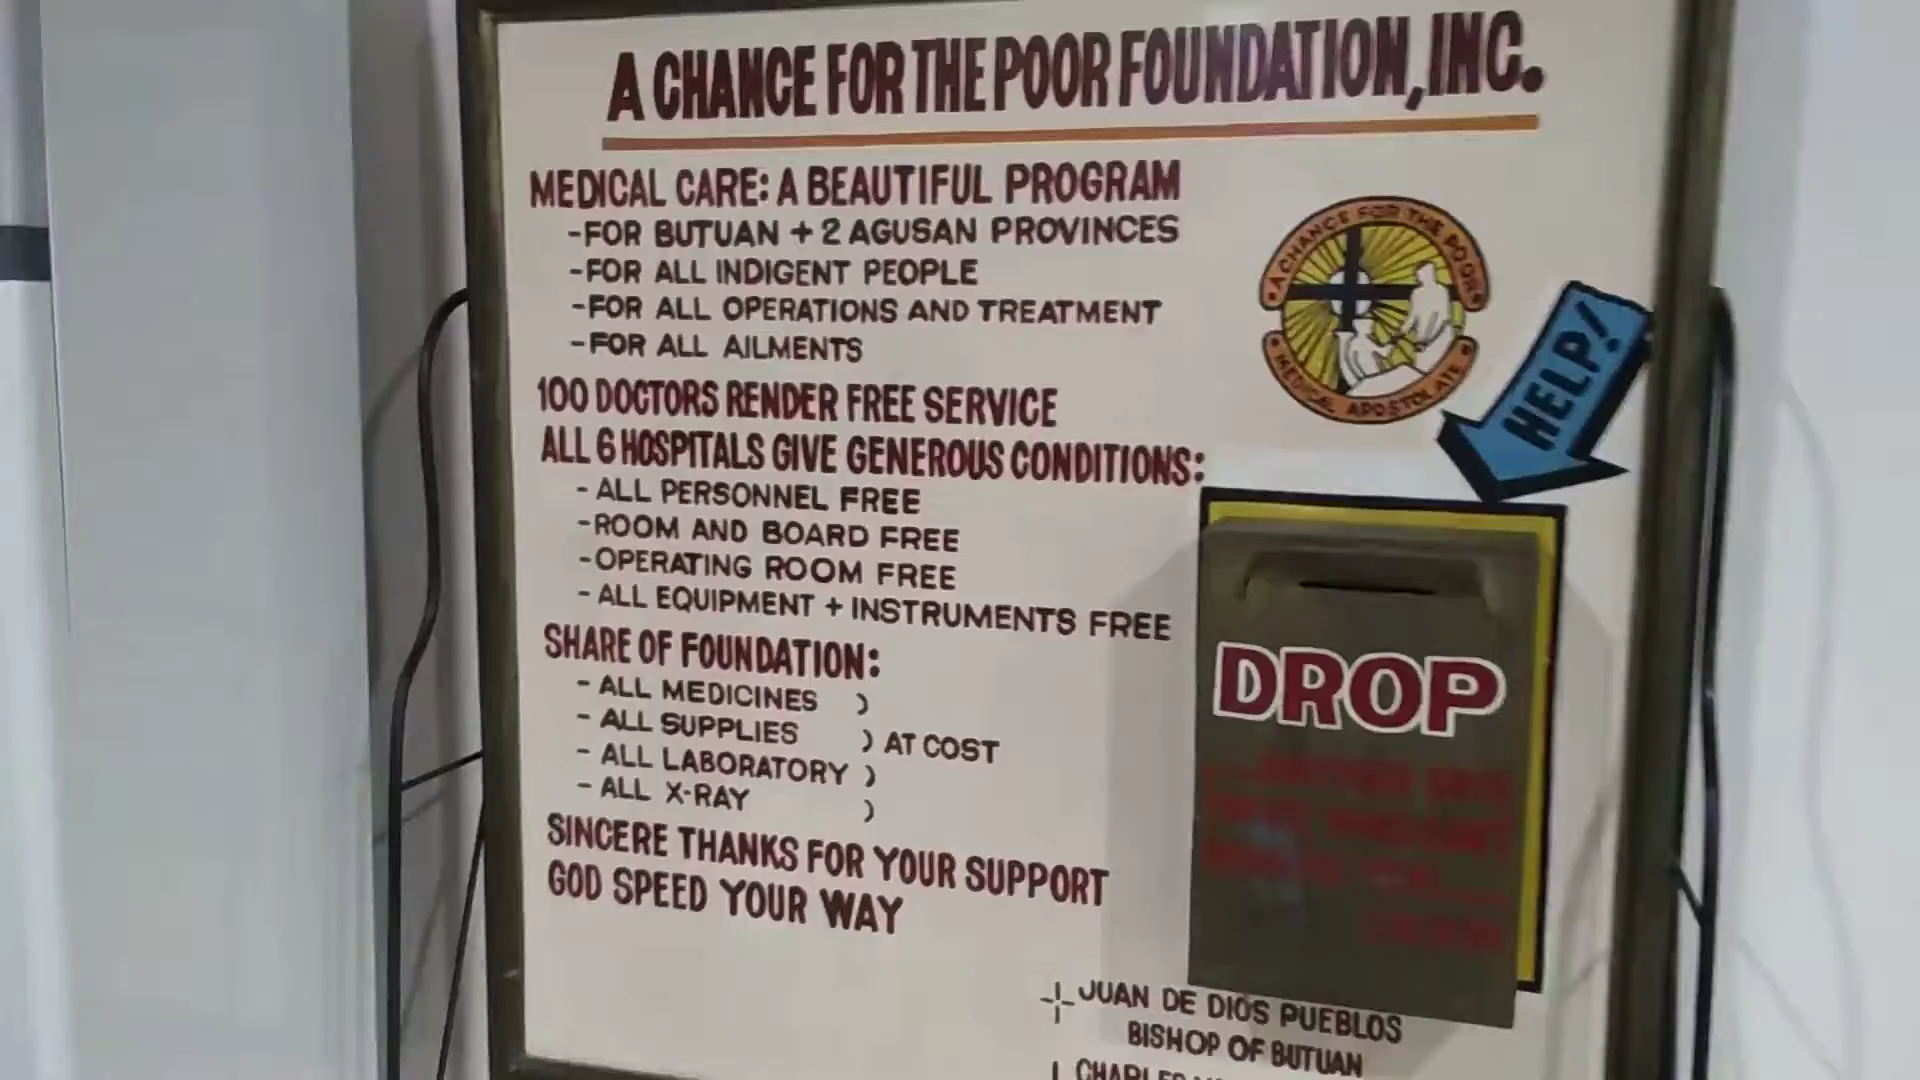 A CHANCE FOR THE POOR FOUNDATION, INC.
MEDICAL CARE: A BEAUTIFUL PROGRAM
-FOR BUTUAN + 2 AGUSAN PROVINCES
-FOR ALL INDIGENT PEOPLE
-FOR ALL OPERATIONS AND TREATMENT
-FOR ALL AILMENTS
A CHANCE FOR THE POOR
MEDICAL APOSTOLATE
HELP!
100 DOCTORS RENDER FREE SERVICE
ALL 6 HOSPITALS GIVE GENEROUS CONDITIONS:
- ALL PERSONNEL FREE
-ROOM AND BOARD FREE
-OPERATING ROOM FREE
- ALL EQUIPMENT + INSTRUMENTS FREE
SHARE OF FOUNDATION:
- ALL MEDICINES )
- ALL SUPPLIES ) AT COST
- ALL LABORATORY )
- ALL X-RAY )
DROP
SINCERE THANKS FOR YOUR SUPPORT
GOD SPEED YOUR WAY
JUAN DE DIOS PUEBLOS
BISHOP OF BUTUAN